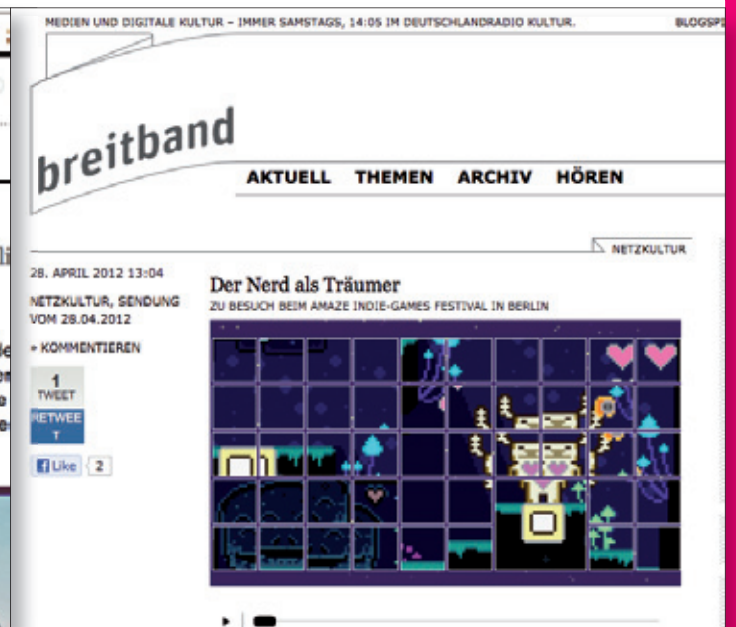 MEDIEN UND DIGITALE KULTUR – IMMER SAMSTAGS, 14:05 IM DEUTSCHLANDRADIO KULTUR.
breitband
AKTUELL THEMEN ARCHIV HÖREN
NETZKULTUR
28. APRIL 2012 13:04
NETZKULTUR, SENDUNG
VOM 28.04.2012
» KOMMENTIEREN
1
TWEET
RETWEE
T
Like 2
Der Nerd als Träumer
ZU BESUCH BEIM AMAZE INDIE-GAMES FESTIVAL IN BERLIN